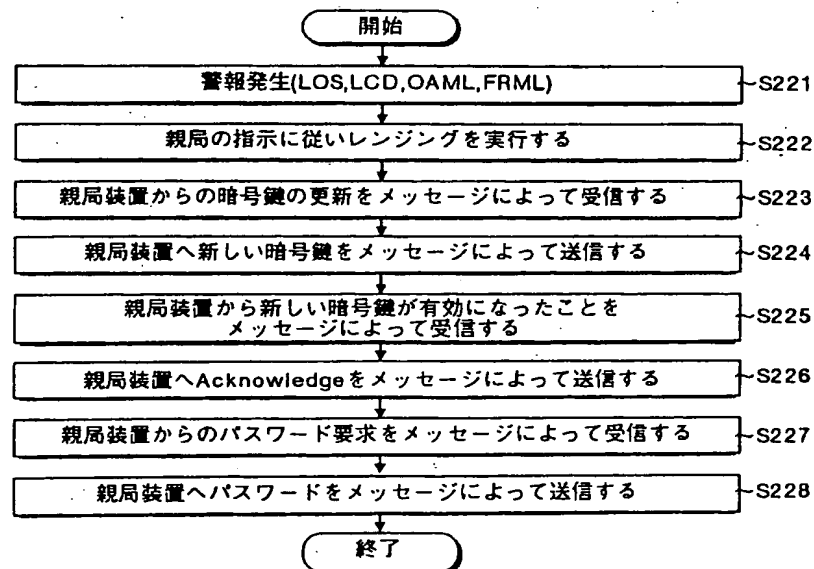 開始
警報発生(LOS,LCD,OAML,FRML)
~S221
親局の指示に従いレンジングを実行する
~S222
親局装置からの暗号鍵の更新をメッセージによって受信する
~S223
親局装置へ新しい暗号鍵をメッセージによって送信する
~S224
親局装置から新しい暗号鍵が有効になったことを
メッセージによって受信する
~S225
親局装置へAcknowledgeをメッセージによって送信する
~S226
親局装置からのパスワード要求をメッセージによって受信する
~S227
親局装置へパスワードをメッセージによって送信する
~S228
終了